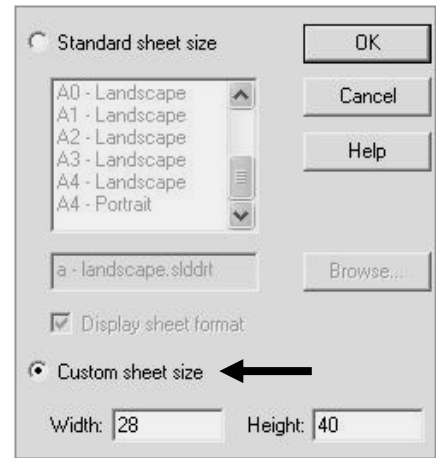 Standard sheet size
OK
A0 - Landscape
A1 - Landscape
A2 - Landscape
A3 - Landscape
A4 - Landscape
A4 - Portrait
Cancel
Help
a - landscape.slddrt
Browse...
Display sheet format
Custom sheet size
Width: 28 Height: 40